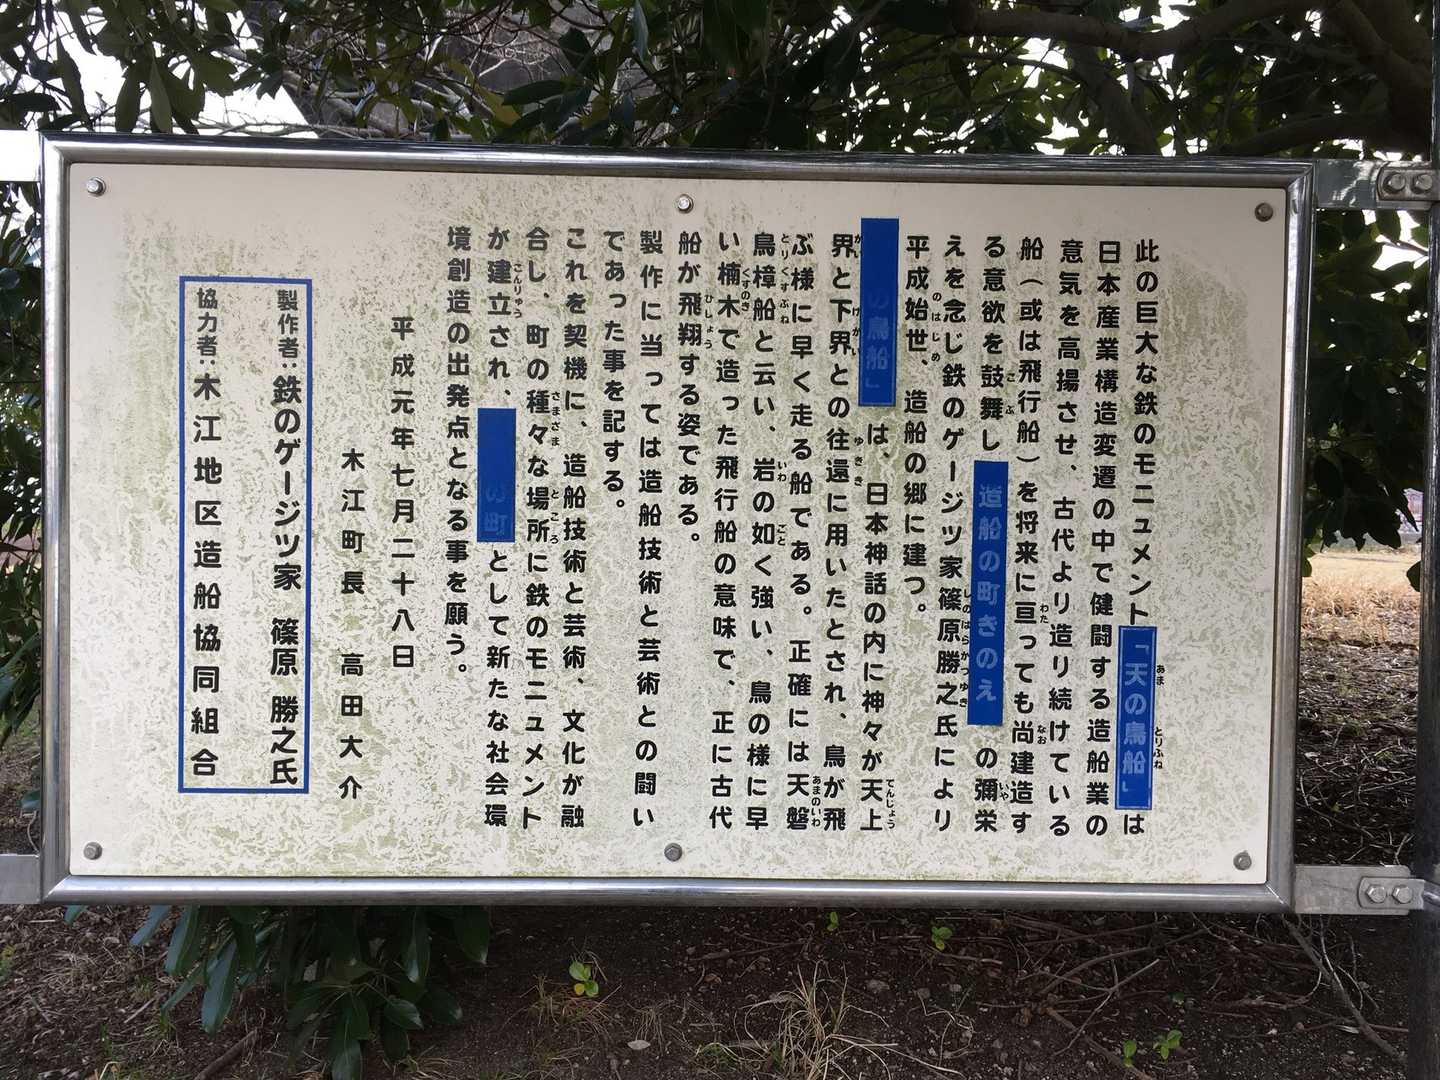 此の巨大な鉄のモニュメント「天の鳥船」は
日本産業構造変遷の中で健闘する造船業の
意気を高揚させ、古代より造り続けている
船（或は飛行船）を将来に亘っても尚建造す
る意欲を鼓舞し造船の町きのえの彌栄
えを念じ鉄のゲージツ家篠原勝之氏により
平成始世、造船の郷に建つ。
の鳥船」は、日本神話の内に神々が天上
界と下界との往還に用いたとされ、鳥が飛
ぶ様に早く走る船である。正確には天磐
鳥樟船と云い、岩の如く強い、鳥の様に早
い楠木で造った飛行船の意味で、正に古代
船が飛翔する姿である。
製作に当っては造船技術と芸術との闘い
であった事を記する。
これを契機に、造船技術と芸術、文化が融
合し、町の種々な場所に鉄のモニュメント
が建立され、の町として新たな社会環
境創造の出発点となる事を願う。
平成元年七月二十八日
木江町長 高田大介
製作者：鉄のゲージツ家 篠原 勝之氏
協力者：木江地区造船協同組合